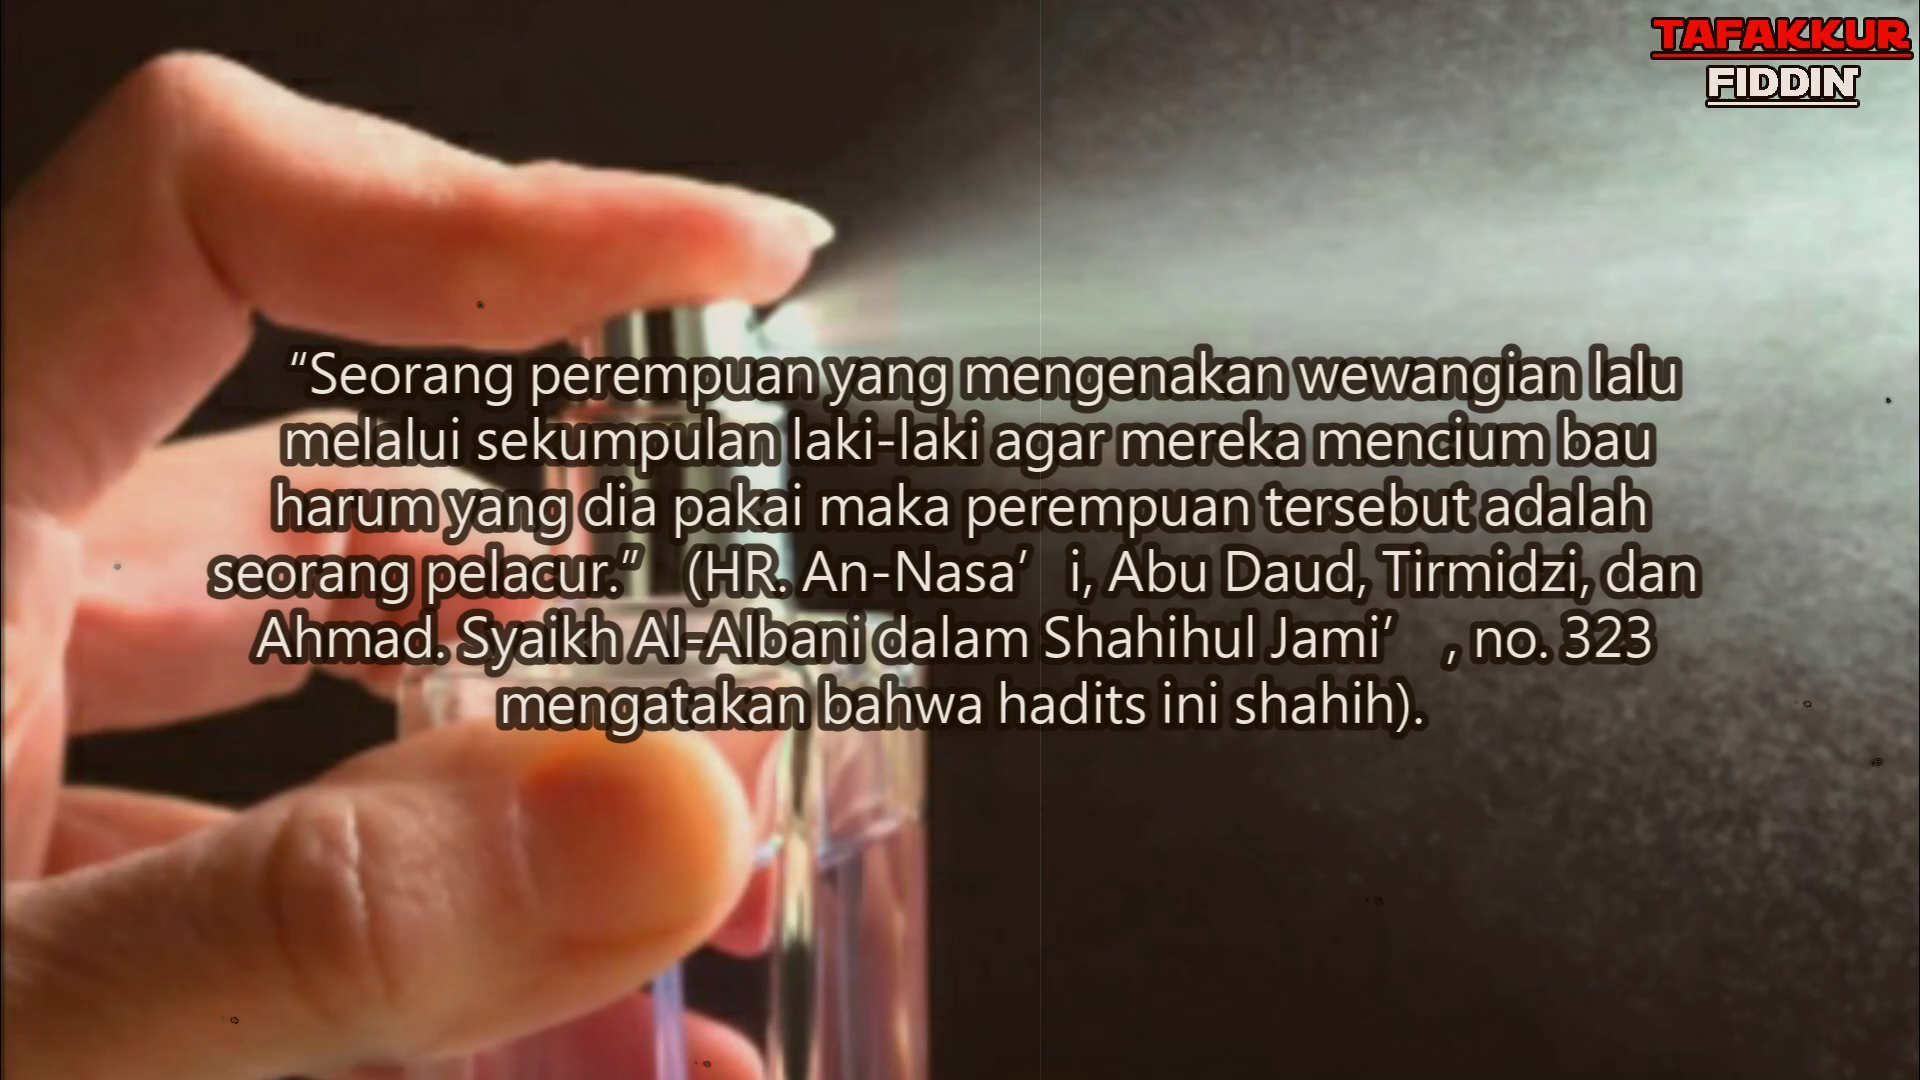 TAFAKKUR
FIDDIN
“Seorang perempuan yang mengenakan wewangian lalu
melalui sekumpulan laki-laki agar mereka mencium bau
harum yang dia pakai maka perempuan tersebut adalah
seorang pelacur.” (HR. An-Nasa’ i, Abu Daud, Tirmidzi, dan
Ahmad. Syaikh Al-Albani dalam Shahihul Jami’ , no. 323
mengatakan bahwa hadits ini shahih).